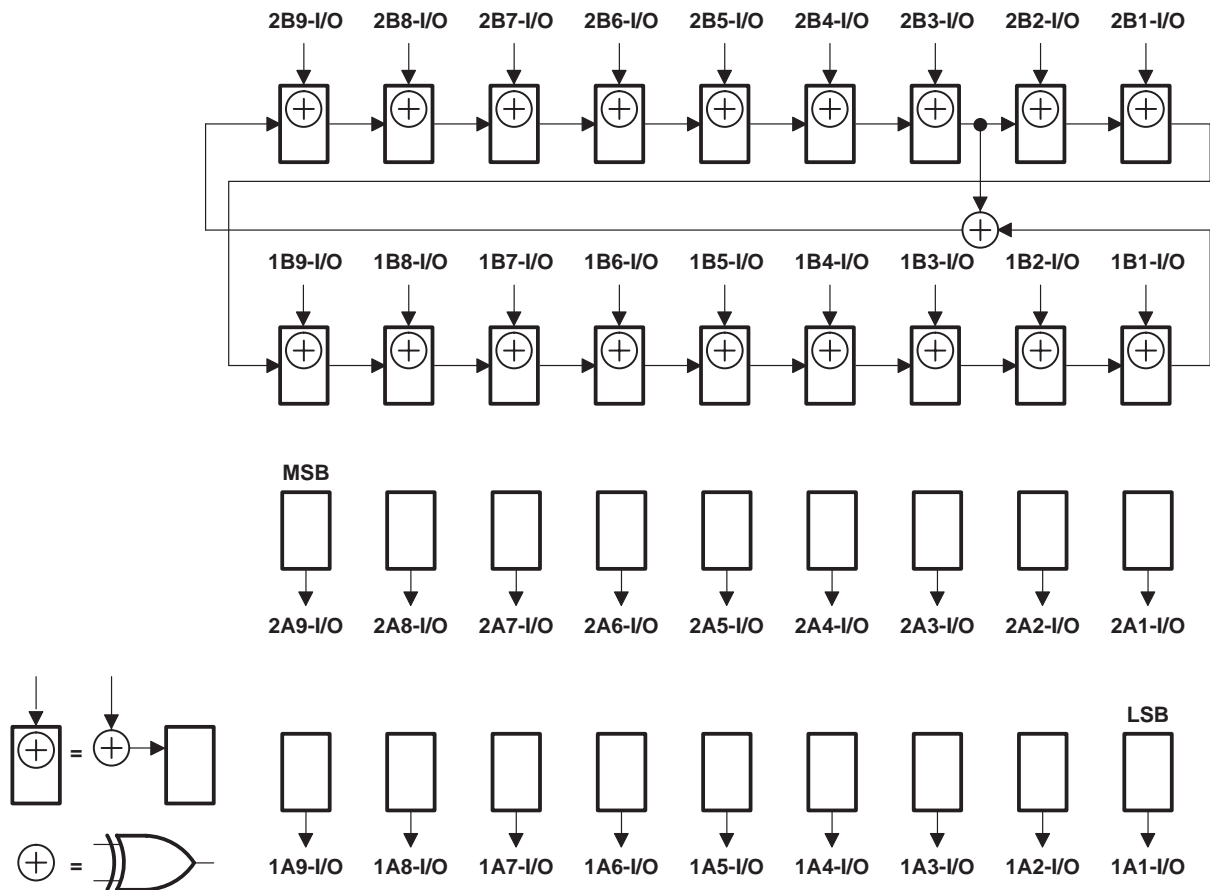 2B9-I/O 2B8-I/O 2B7-I/O 2B6-I/O 2B5-I/O 2B4-I/O 2B3-I/O 2B2-I/O 2B1-I/O
1B9-I/O 1B8-I/O 1B7-I/O 1B6-I/O 1B5-I/O 1B4-I/O 1B3-I/O 1B2-I/O 1B1-I/O
MSB
2A9-I/O 2A8-I/O 2A7-I/O 2A6-I/O 2A5-I/O 2A4-I/O 2A3-I/O 2A2-I/O 2A1-I/O
LSB
=
=
1A9-I/O 1A8-I/O 1A7-I/O 1A6-I/O 1A5-I/O 1A4-I/O 1A3-I/O 1A2-I/O 1A1-I/O